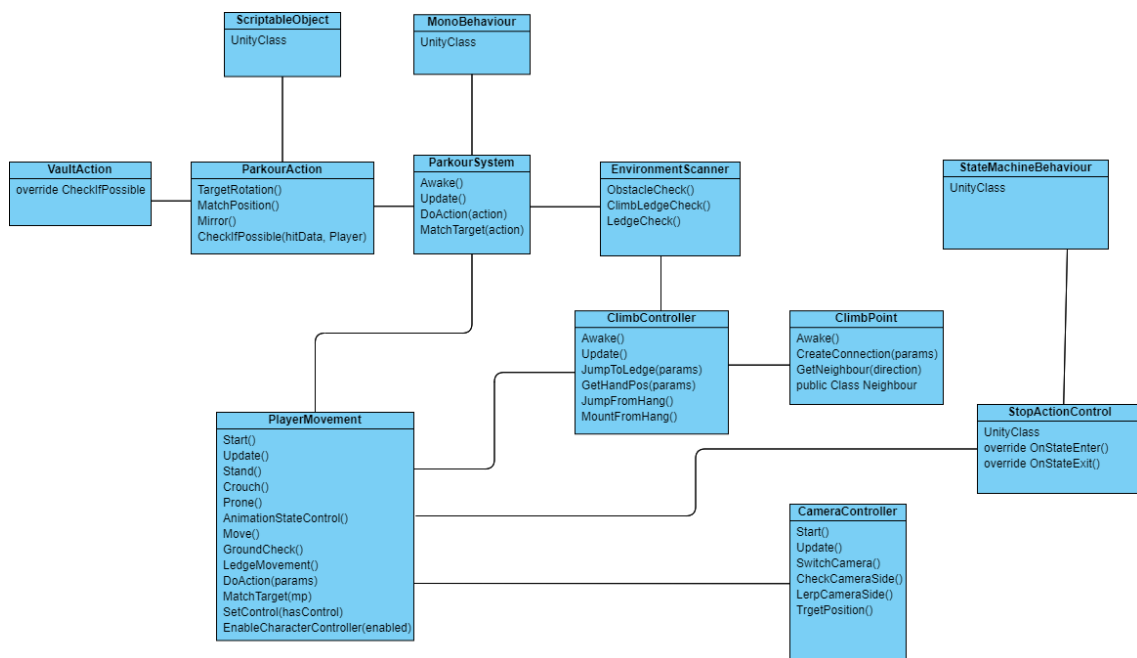 ScriptableObject
UnityClass
MonoBehaviour
UnityClass
VaultAction
override CheckIfPossible
ParkourAction
TargetRotation()
MatchPosition()
Mirror()
CheckIfPossible(hitData, Player)
ParkourSystem
Awake()
Update()
DoAction(action)
MatchTarget(action)
EnvironmentScanner
ObstacleCheck()
ClimbLedgeCheck()
LedgeCheck()
StateMachineBehaviour
UnityClass
ClimbController
Awake()
Update()
JumpToLedge(params)
GetHandPos(params)
JumpFromHang()
MountFromHang()
ClimbPoint
Awake()
CreateConnection(params)
GetNeighbour(direction)
public Class Neighbour
StopActionControl
UnityClass
override OnStateEnter()
override OnStateExit()
PlayerMovement
Start()
Update()
Stand()
Crouch()
Prone()
AnimationStateControl()
Move()
GroundCheck()
LedgeMovement()
DoAction(params)
MatchTarget(mp)
SetControl(hasControl)
EnableCharacterController(enabled)
CameraController
Start()
Update()
SwitchCamera()
CheckCameraSide()
LerpCameraSide()
TrgetPosition()